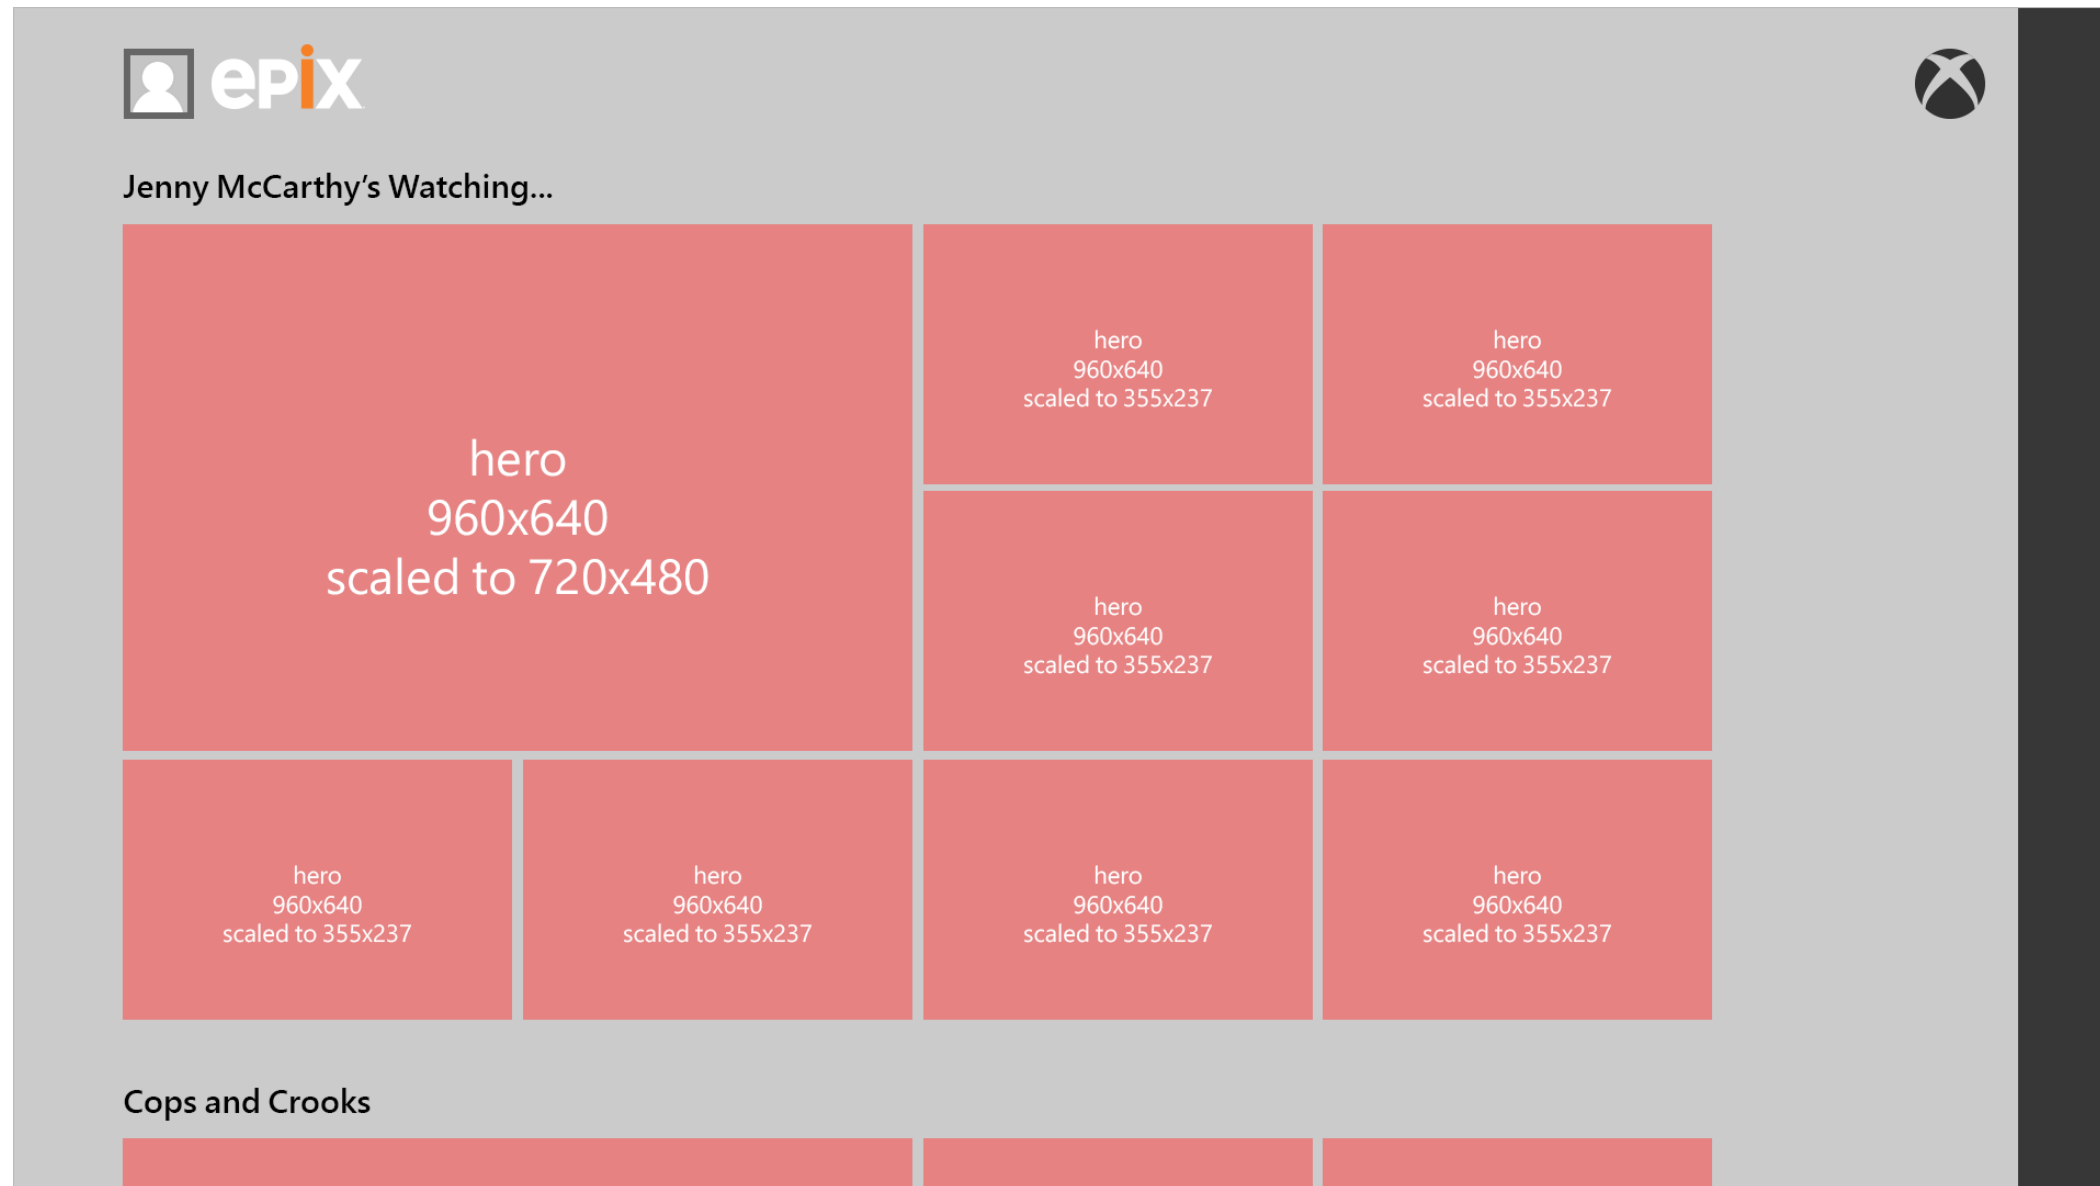 epix
Jenny McCarthy’s Watching...
hero
960x640
scaled to 720x480
hero
960x640
scaled to 355x237
hero
960x640
scaled to 355x237
hero
960x640
scaled to 355x237
hero
960x640
scaled to 355x237
hero
960x640
scaled to 355x237
hero
960x640
scaled to 355x237
hero
960x640
scaled to 355x237
hero
960x640
scaled to 355x237
Cops and Crooks